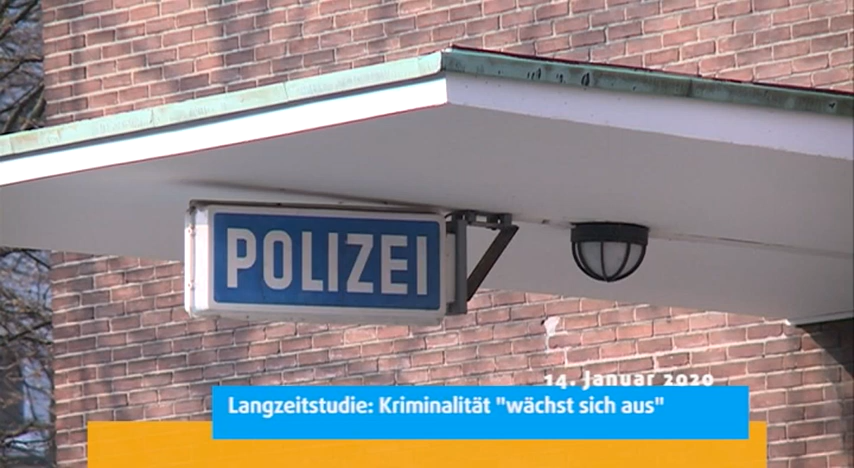 POLIZEI
14. Januar 2020
Langzeitstudie: Kriminalität "wächst sich aus"